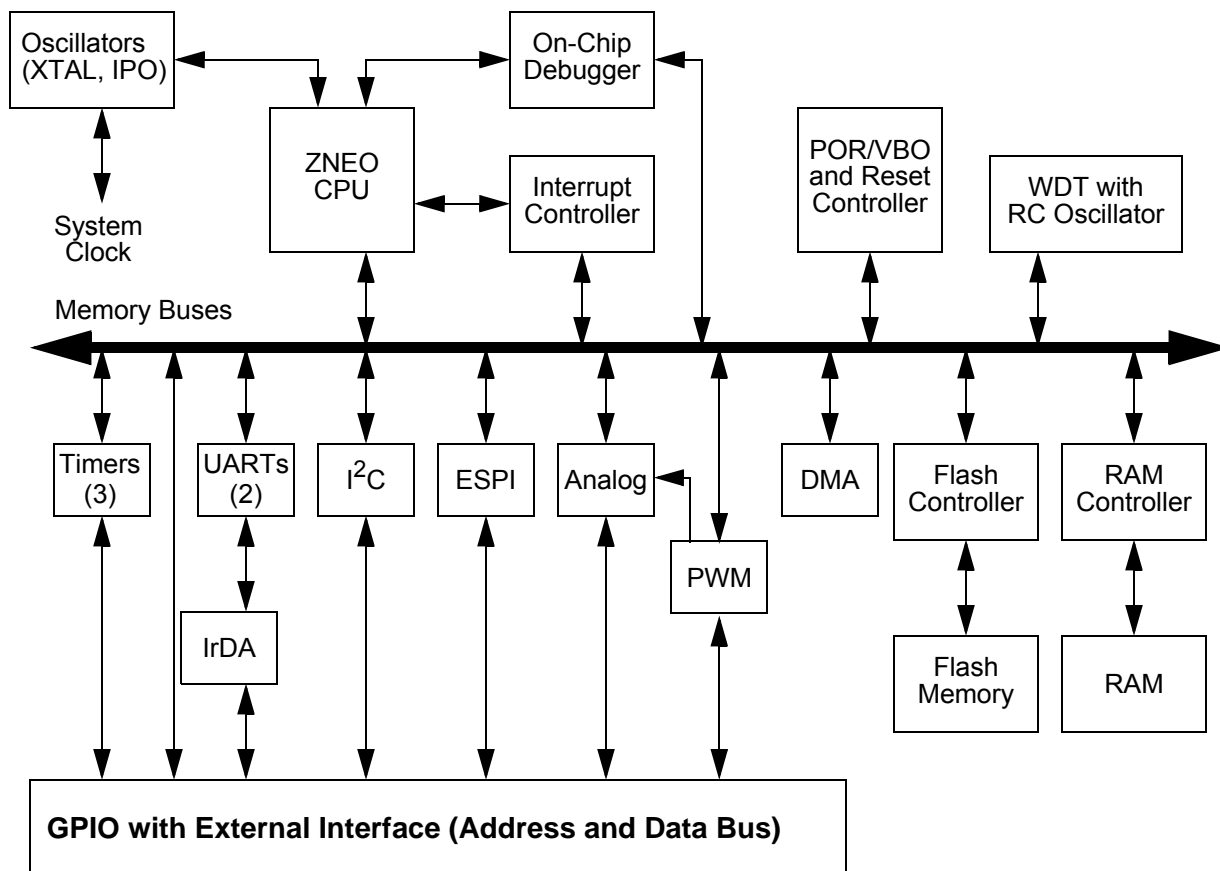 Oscillators
(XTAL, IPO)
On-Chip
Debugger
ZNEO
CPU
Interrupt
Controller
POR/VBO
and Reset
Controller
WDT with
RC Oscillator
System
Clock
Memory Buses
Timers
(3)
UARTs
(2)
I²C
ESPI
Analog
DMA
Flash
Controller
RAM
Controller
PWM
IrDA
Flash
Memory
RAM
GPIO with External Interface (Address and Data Bus)